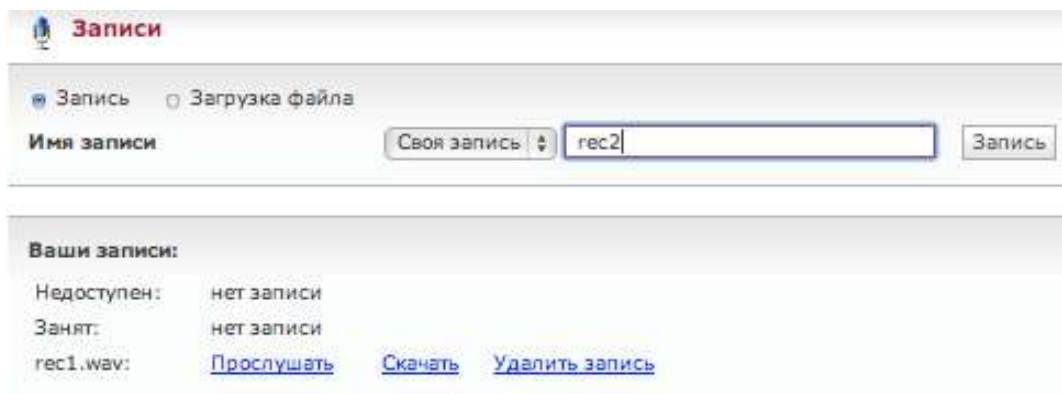 Записи
Запись Загрузка файла
Имя записи Своя запись rec2 Запись
Ваши записи:
Недоступен: нет записи
Занят: нет записи
rec1.wav: Прослушать Скачать Удалить запись